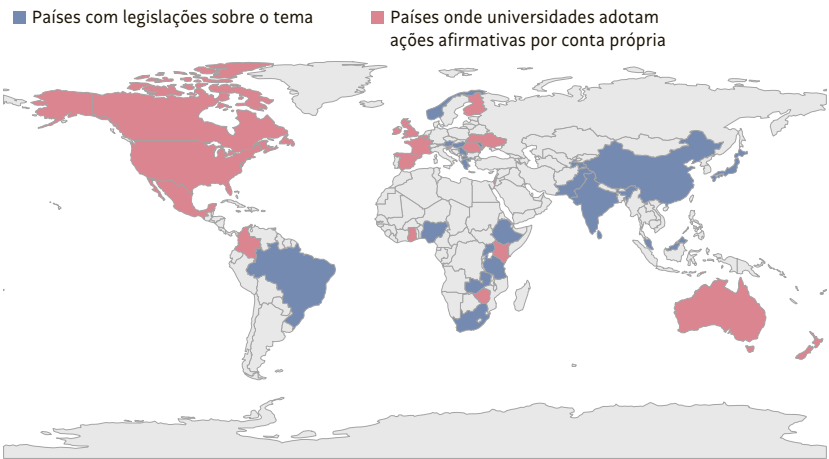 Países com legislações sobre o tema
Países onde universidades adotam
ações afirmativas por conta própria